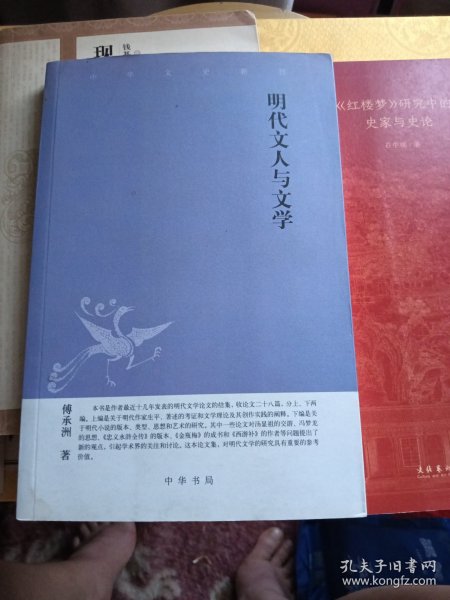 中华文史新刊
明代文人与文学
傅承洲 著
本书是作者最近十几年发表的明代文学论文的结集，收论文二十八篇，分上、下两
编。上编是关于明代作家生平、著述的考证和文学理论及其创作实践的阐释。下编是关
于明代小说的版本、类型、思想和艺术的研究。其中一些论文对汤显祖的交游、冯梦龙
的思想、《忠义水浒全传》的版本、《金瓶梅》的成书和《西游补》的作者等问题提出了
新的观点，引起学术界的关注和讨论。这本论文集，对明代文学的研究具有重要的参考
价值。
中华书局
现
钱基
《红楼梦》研究中的
史家与史论
石中琪 著
文化艺术
孔夫子旧书网
www.kongfz.com